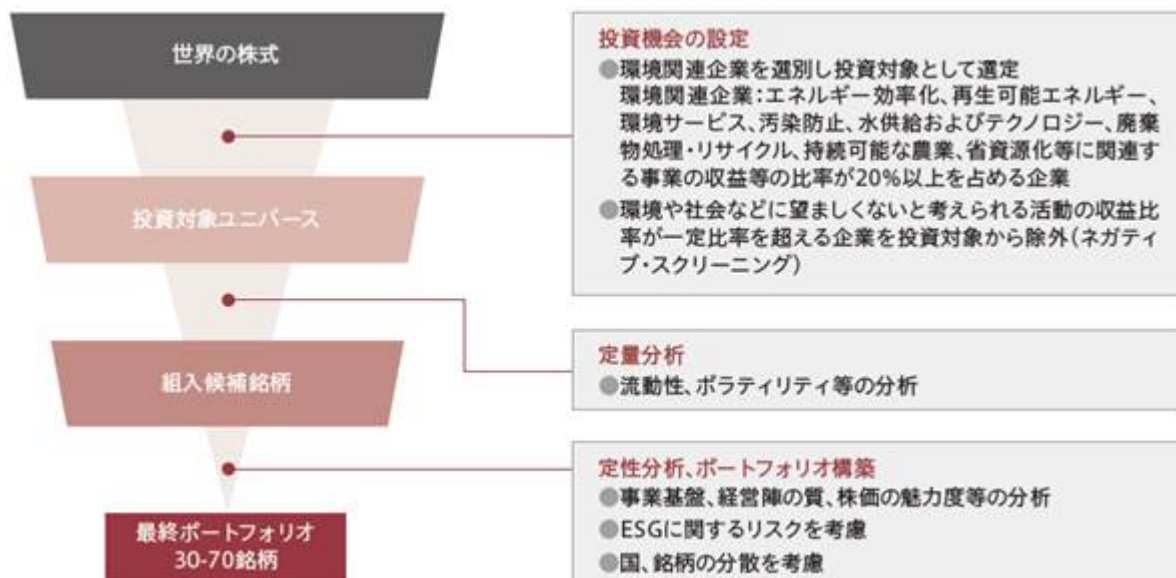 世界の株式
投資対象ユニバース
組入候補銘柄
最終ポートフォリオ
30-70銘柄
投資機会の設定
●環境関連企業を選別し投資対象として選定
環境関連企業:エネルギー効率化、再生可能エネルギー、
環境サービス、汚染防止、水供給およびテクノロジー、廃棄
物処理・リサイクル、持続可能な農業、省資源化等に関連す
る事業の収益等の比率が20%以上を占める企業
●環境や社会などに望ましくないと考えられる活動の収益比
率が一定比率を超える企業を投資対象から除外(ネガティ
ブ・スクリーニング)
定量分析
●流動性、ボラティリティ等の分析
定性分析、ポートフォリオ構築
●事業基盤、経営陣の質、株価の魅力度等の分析
●ESGに関するリスクを考慮
●国、銘柄の分散を考慮